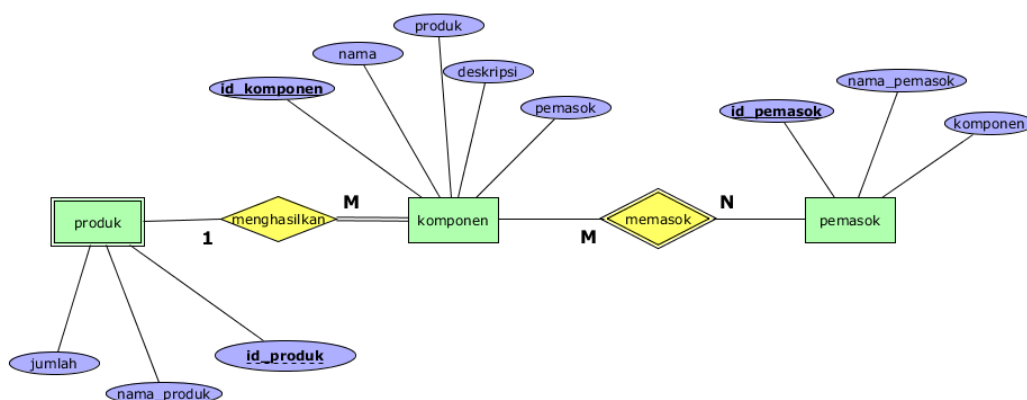 produk
nama
deskripsi
nama_pemasok
id_komponen
pemasok
id_pemasok
komponen
M
N
produk
menghasilkan
komponen
memasok
pemasok
1
M
jumlah
id_produk
nama_produk